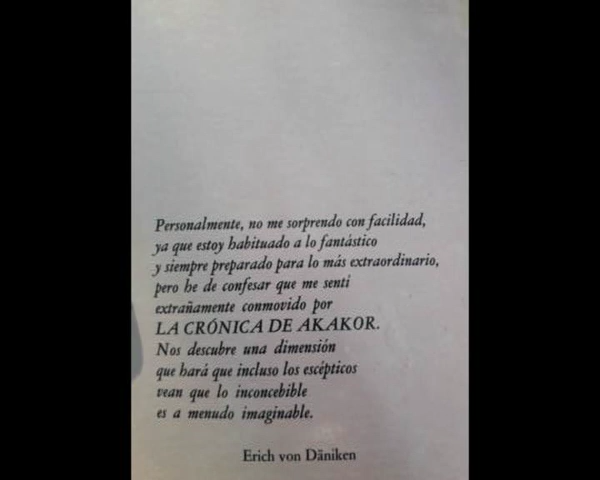 Personalmente, no me sorprendo con facilidad,
ya que estoy habituado a lo fantástico
y siempre preparado para lo más extraordinario,
pero he de confesar que me sentí
extrañamente conmovido por
LA CRÓNICA DE AKAKOR.
Nos descubre una dimensión
que hará que incluso los escépticos
vean que lo inconcebible
es a menudo imaginable.
Erich von Däniken